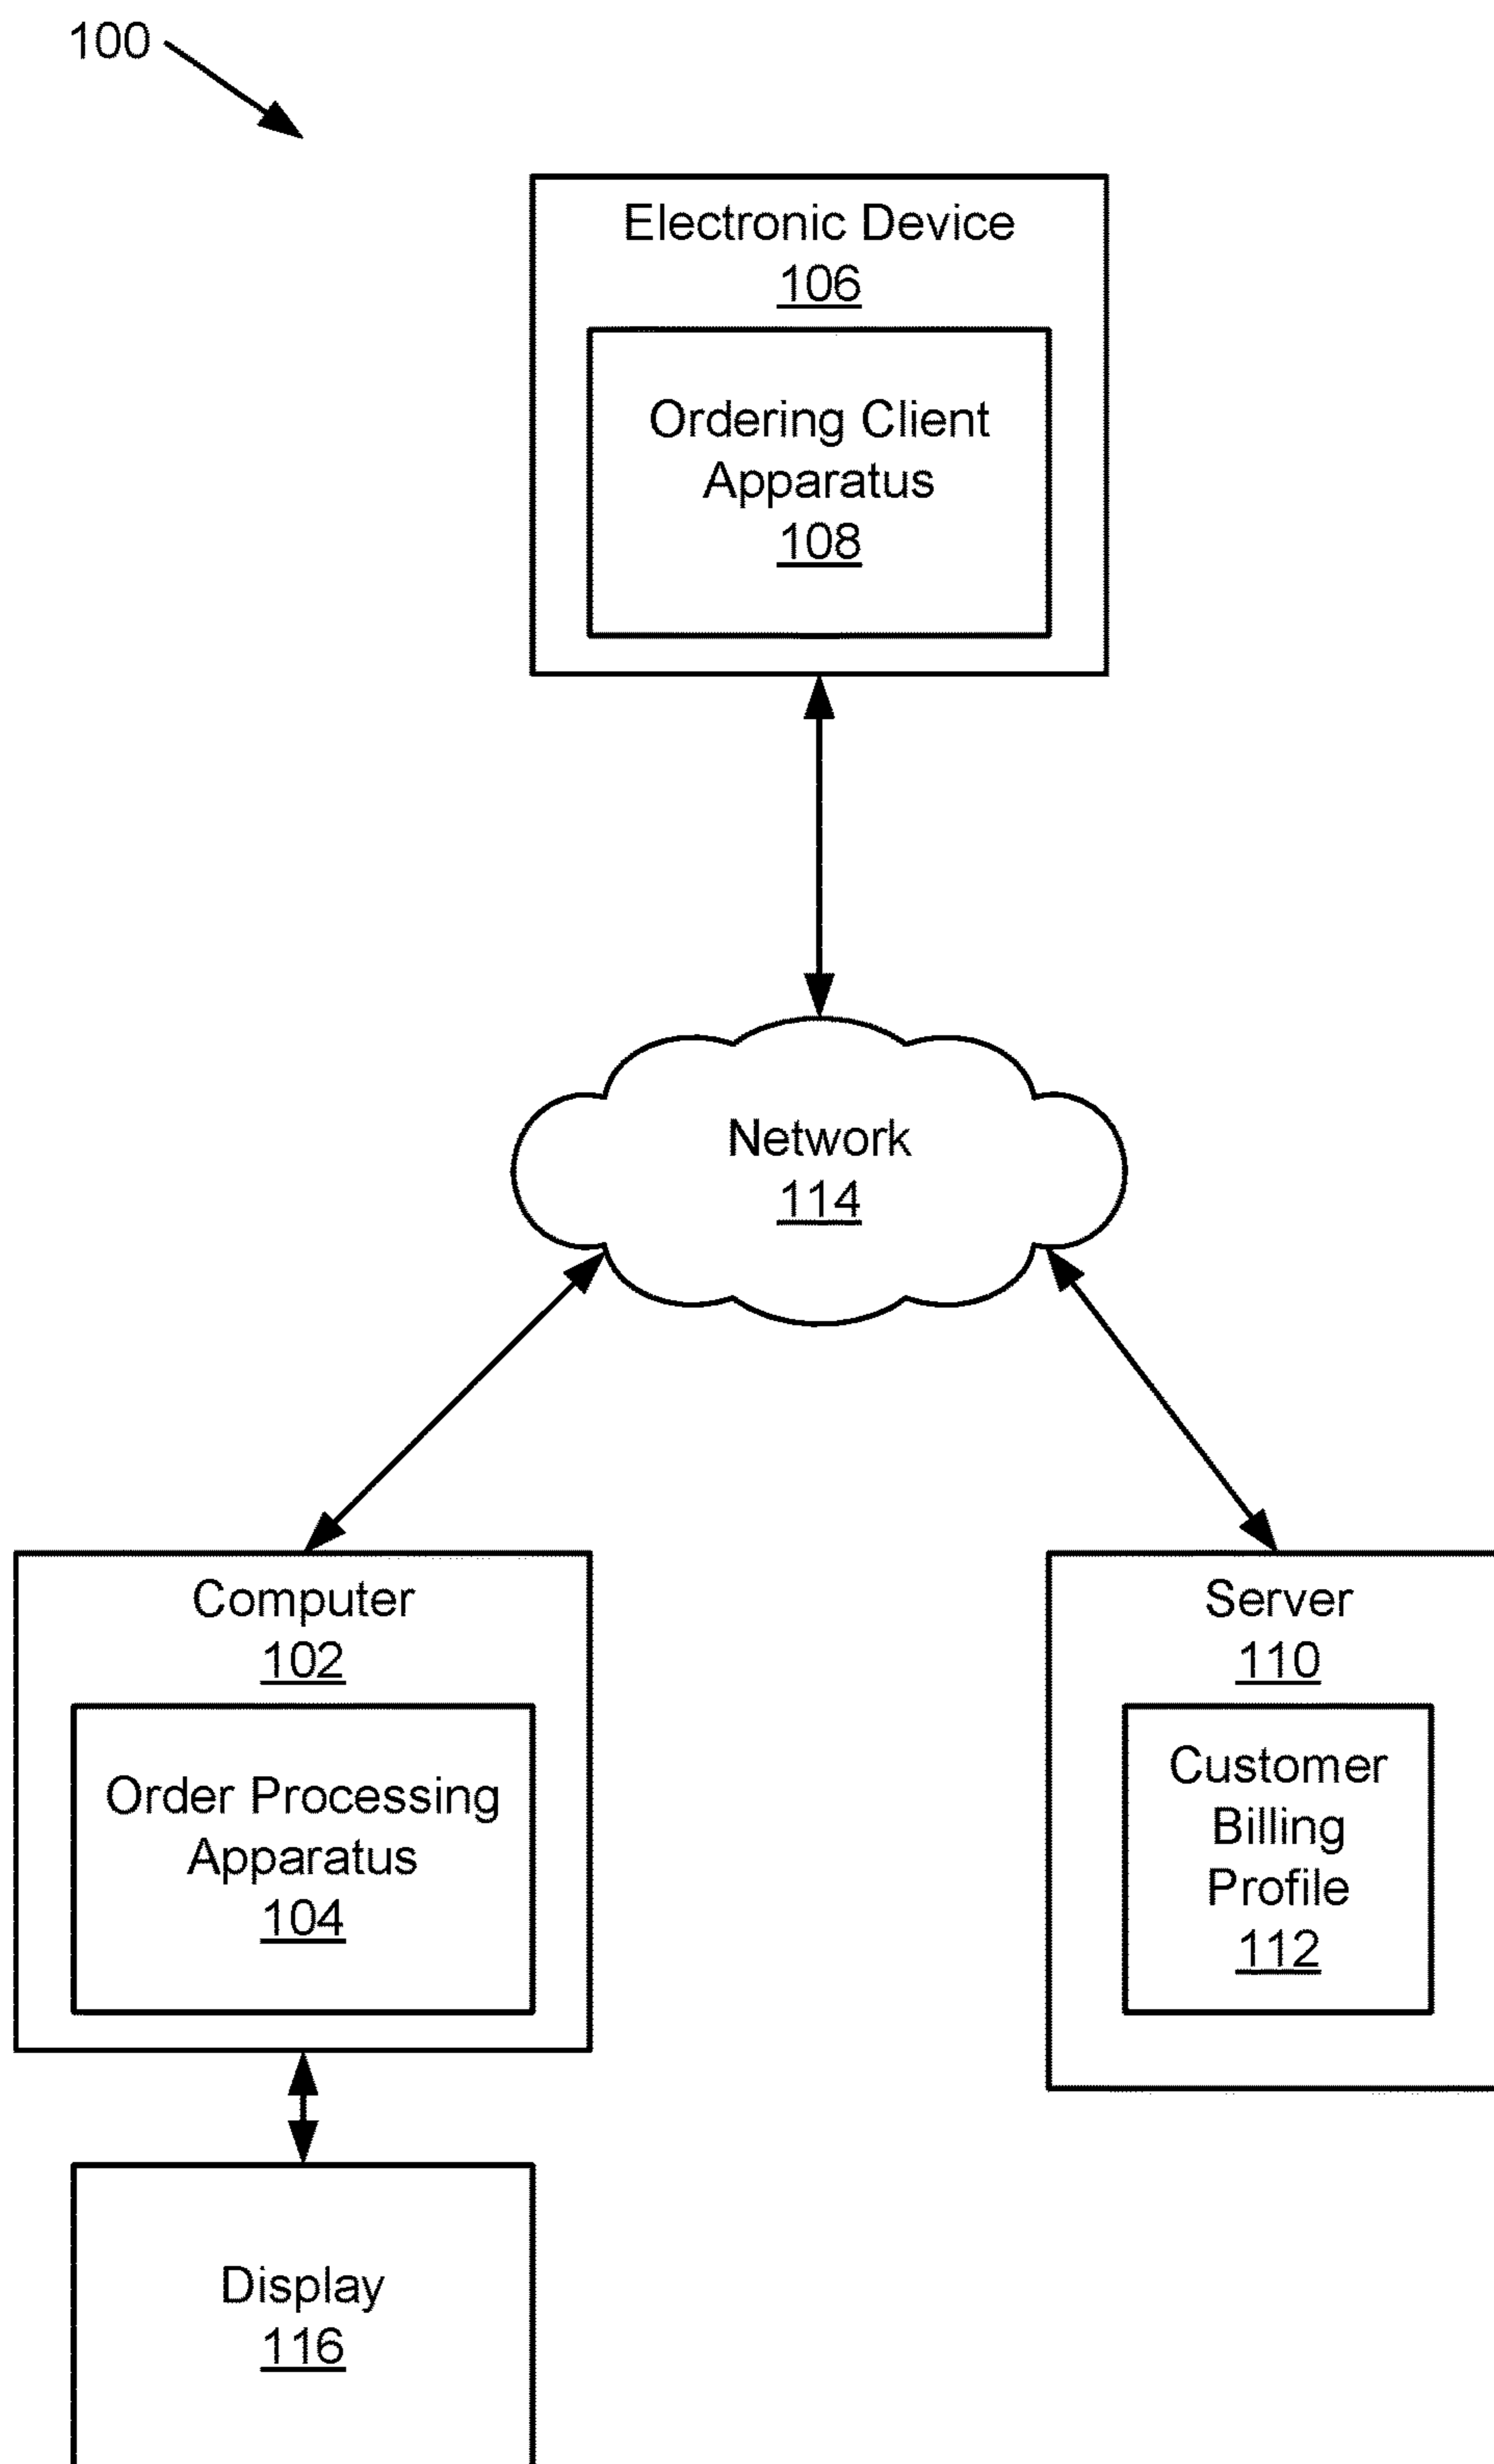 100
Electronic Device
106
Ordering Client
Apparatus
108
Network
114
Computer
102
Order Processing
Apparatus
104
Server
110
Customer
Billing
Profile
112
Display
116